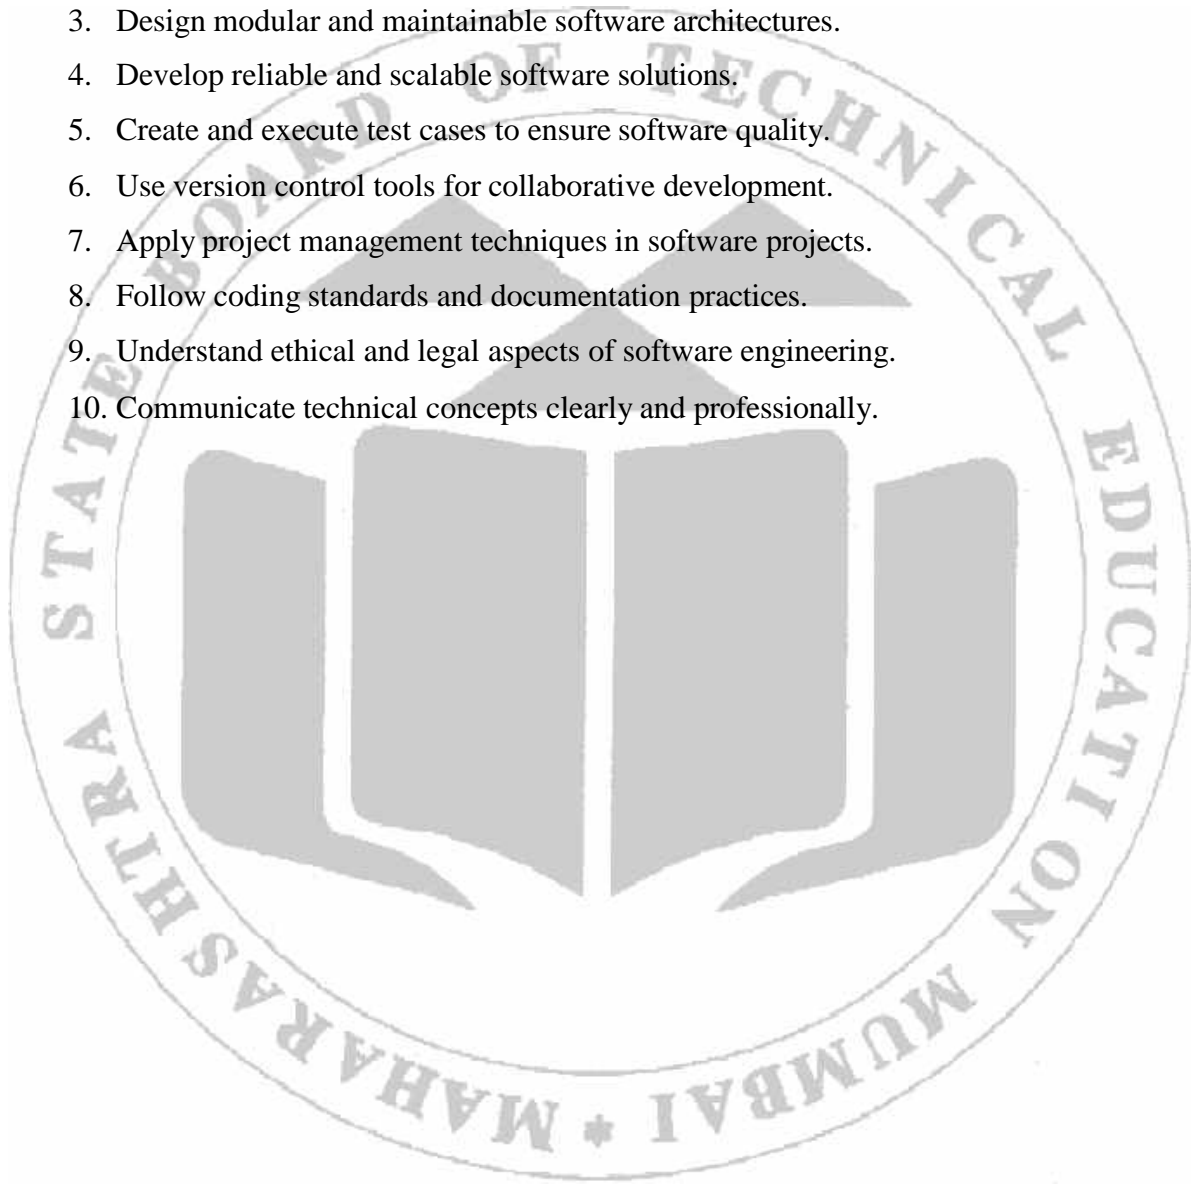 3. Design modular and maintainable software architectures.
4. Develop reliable and scalable software solutions.
5. Create and execute test cases to ensure software quality.
6. Use version control tools for collaborative development.
7. Apply project management techniques in software projects.
8. Follow coding standards and documentation practices.
9. Understand ethical and legal aspects of software engineering.
10. Communicate technical concepts clearly and professionally.
MAHARASHTRA STATE BOARD OF TECHNICAL EDUCATION MUMBAI *